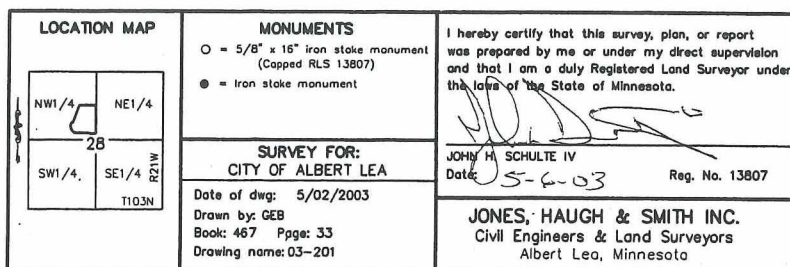 LOCATION MAP
NW1/4 NE1/4
28
SW1/4 SE1/4
R21W
T103N
MONUMENTS
○ = 5/8" x 16" iron stake monument
(Capped RLS 13807)
● = Iron stake monument
SURVEY FOR:
CITY OF ALBERT LEA
Date of dwg: 5/02/2003
Drawn by: GEB
Book: 467 Page: 33
Drawing name: 03-201
I hereby certify that this survey, plan, or report
was prepared by me or under my direct supervision
and that I am a duly Registered Land Surveyor under
the laws of the State of Minnesota.
JOHN H. SCHULTE IV
Date: 5-6-03 Reg. No. 13807
JONES, HAUGH & SMITH INC.
Civil Engineers & Land Surveyors
Albert Lea, Minnesota